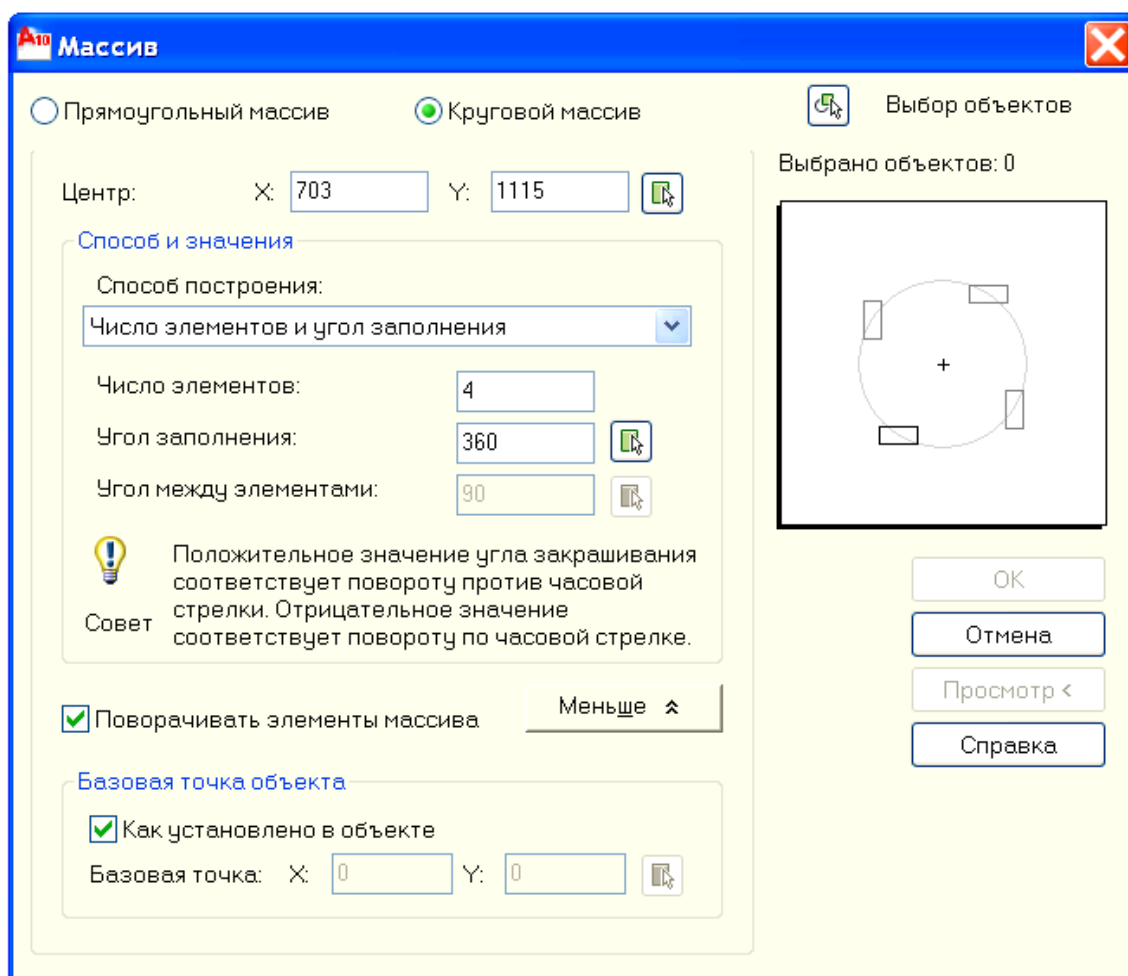 A10 Массив
Прямоугольный массив Круговой массив Выбор объектов
Выбрано объектов: 0
Центр: X: 703 Y: 1115
Способ и значения
Способ построения:
Число элементов и угол заполнения
Число элементов: 4
Угол заполнения: 360
Угол между элементами: 90
Положительное значение угла закрашивания
соответствует повороту против часовой
стрелки. Отрицательное значение
соответствует повороту по часовой стрелке.
Совет
OK
Отмена
Просмотр <
Справка
Поворачивать элементы массива Меньше
Базовая точка объекта
Как установлено в объекте
Базовая точка: X: 0 Y: 0